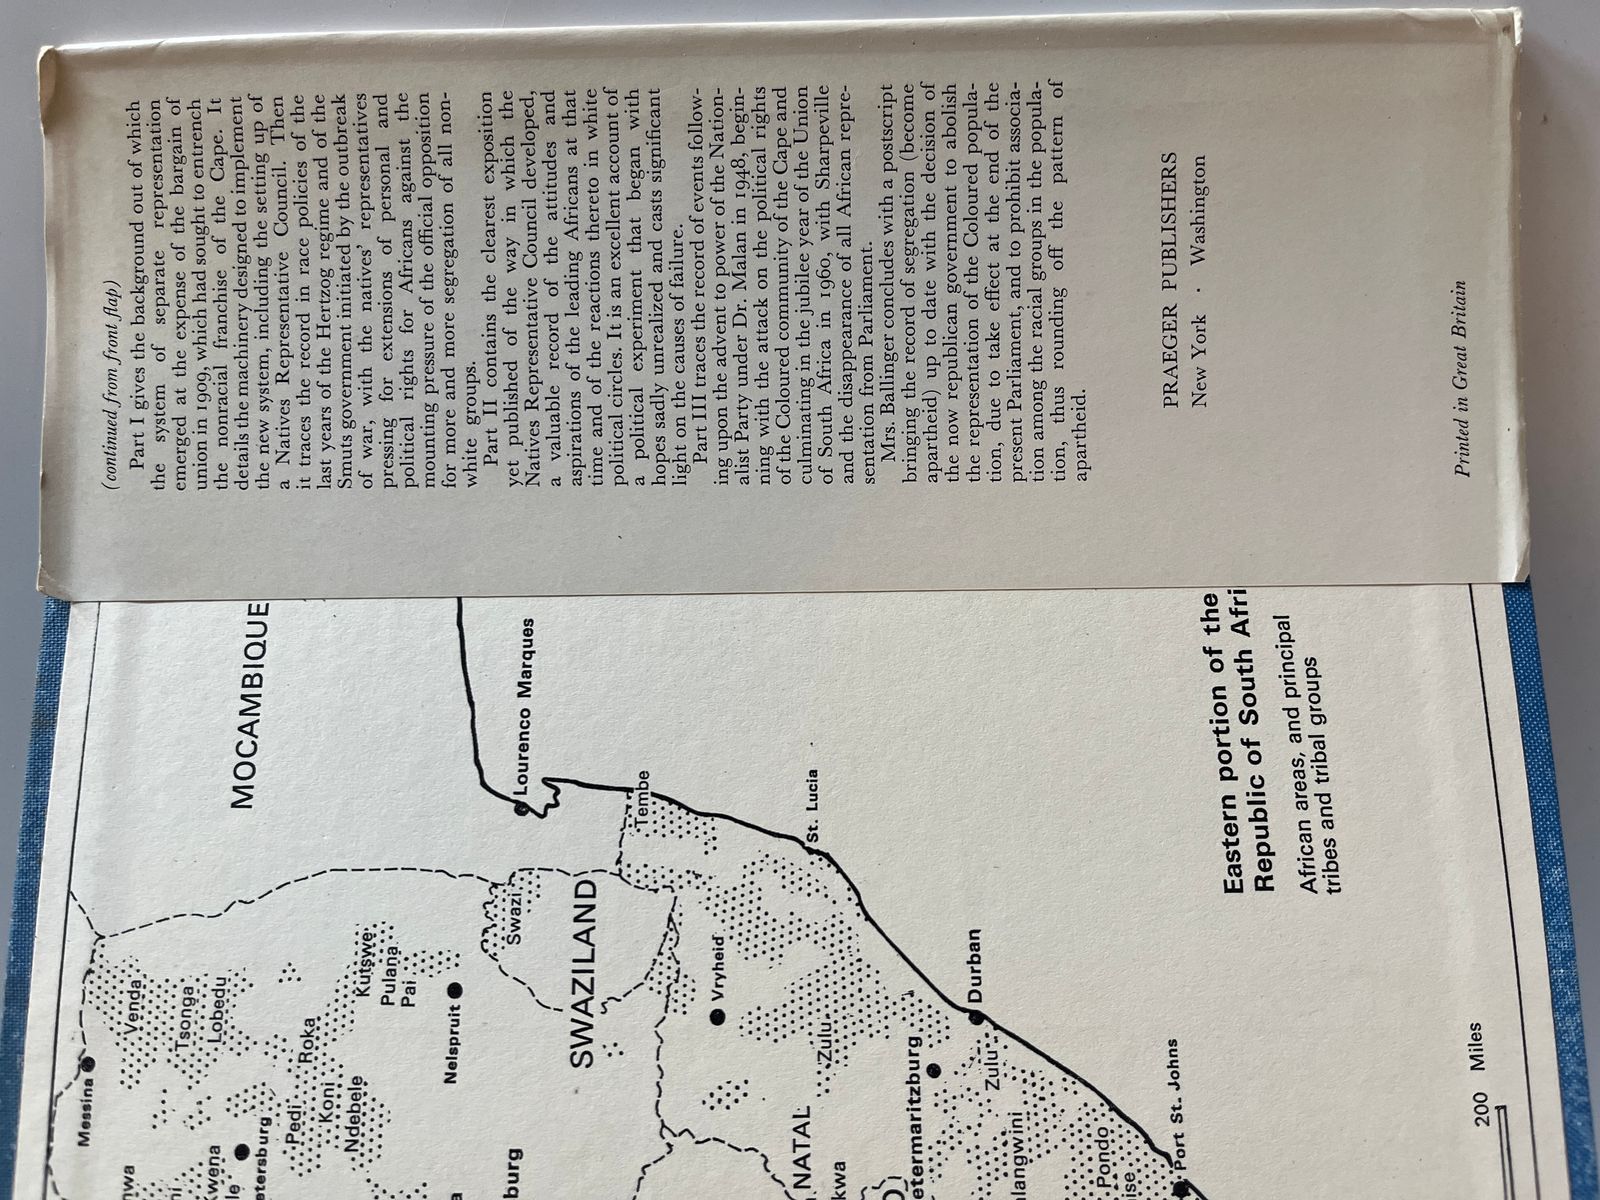 (continued from front flap)
Part I gives the background out of which
the system of separate representation
emerged at the expense of the bargain of
union in 1909, which had sought to entrench
the nonracial franchise of the Cape. It
details the machinery designed to implement
the new system, including the setting up of
a Natives Representative Council. Then
it traces the record in race policies of the
last years of the Hertzog regime and of the
Smuts government initiated by the outbreak
of war, with the natives' representatives
pressing for extensions of personal and
political rights for Africans against the
mounting pressure of the official opposition
for more and more segregation of all non-
white groups.
Part II contains the clearest exposition
yet published of the way in which the
Natives Representative Council developed,
a valuable record of the attitudes and
aspirations of the leading Africans at that
time and of the reactions thereto in white
political circles. It is an excellent account of
a political experiment that began with
hopes sadly unrealized and casts significant
light on the causes of failure.
Part III traces the record of events follow-
ing upon the advent to power of the Nation-
alist Party under Dr. Malan in 1948, begin-
ning with the attack on the political rights
of the Coloured community of the Cape and
culminating in the jubilee year of the Union
of South Africa in 1960, with Sharpeville
and the disappearance of all African repre-
sentation from Parliament.
Mrs. Ballinger concludes with a postscript
bringing the record of segregation (become
apartheid) up to date with the decision of
the now republican government to abolish
the representation of the Coloured popula-
tion, due to take effect at the end of the
present Parliament, and to prohibit associa-
tion among the racial groups in the popula-
tion, thus rounding off the pattern of
apartheid.
PRAEGER PUBLISHERS
New York . Washington
Printed in Great Britain
MOCAMBIQUE
Lourenco Marques
Tembe
St. Lucia
Swazi
SWAZILAND
Messina
Venda
Tsonga
Lobedu
Kutswe
Pulana
Pai
Roka
Nelspruit
Pedi
Koni
Ndebele
Vryheid
Zulu
Durban
Zulu
etermaritzburg
NATAL
langwini
Pondo
Port St. Johns
Kwena
etersburg
burg
Eastern portion of the
Republic of South Afri
African areas, and principal
tribes and tribal groups
200 Miles